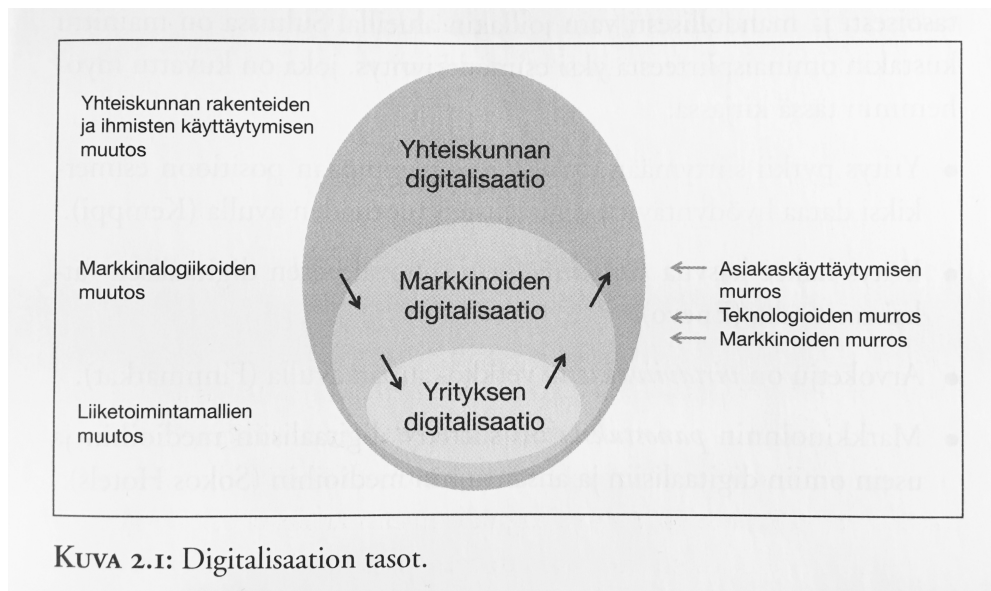 Yhteiskunnan rakenteiden
ja ihmisten käyttäytymisen
muutos
Yhteiskunnan
digitalisaatio
Markkinalogiikoiden
muutos
Markkinoiden
digitalisaatio
Asiakaskäyttäytymisen
murros
Teknologioiden murros
Markkinoiden murros
Liiketoimintamallien
muutos
Yrityksen
digitalisaatio
KUVA 2.1: Digitalisaation tasot.